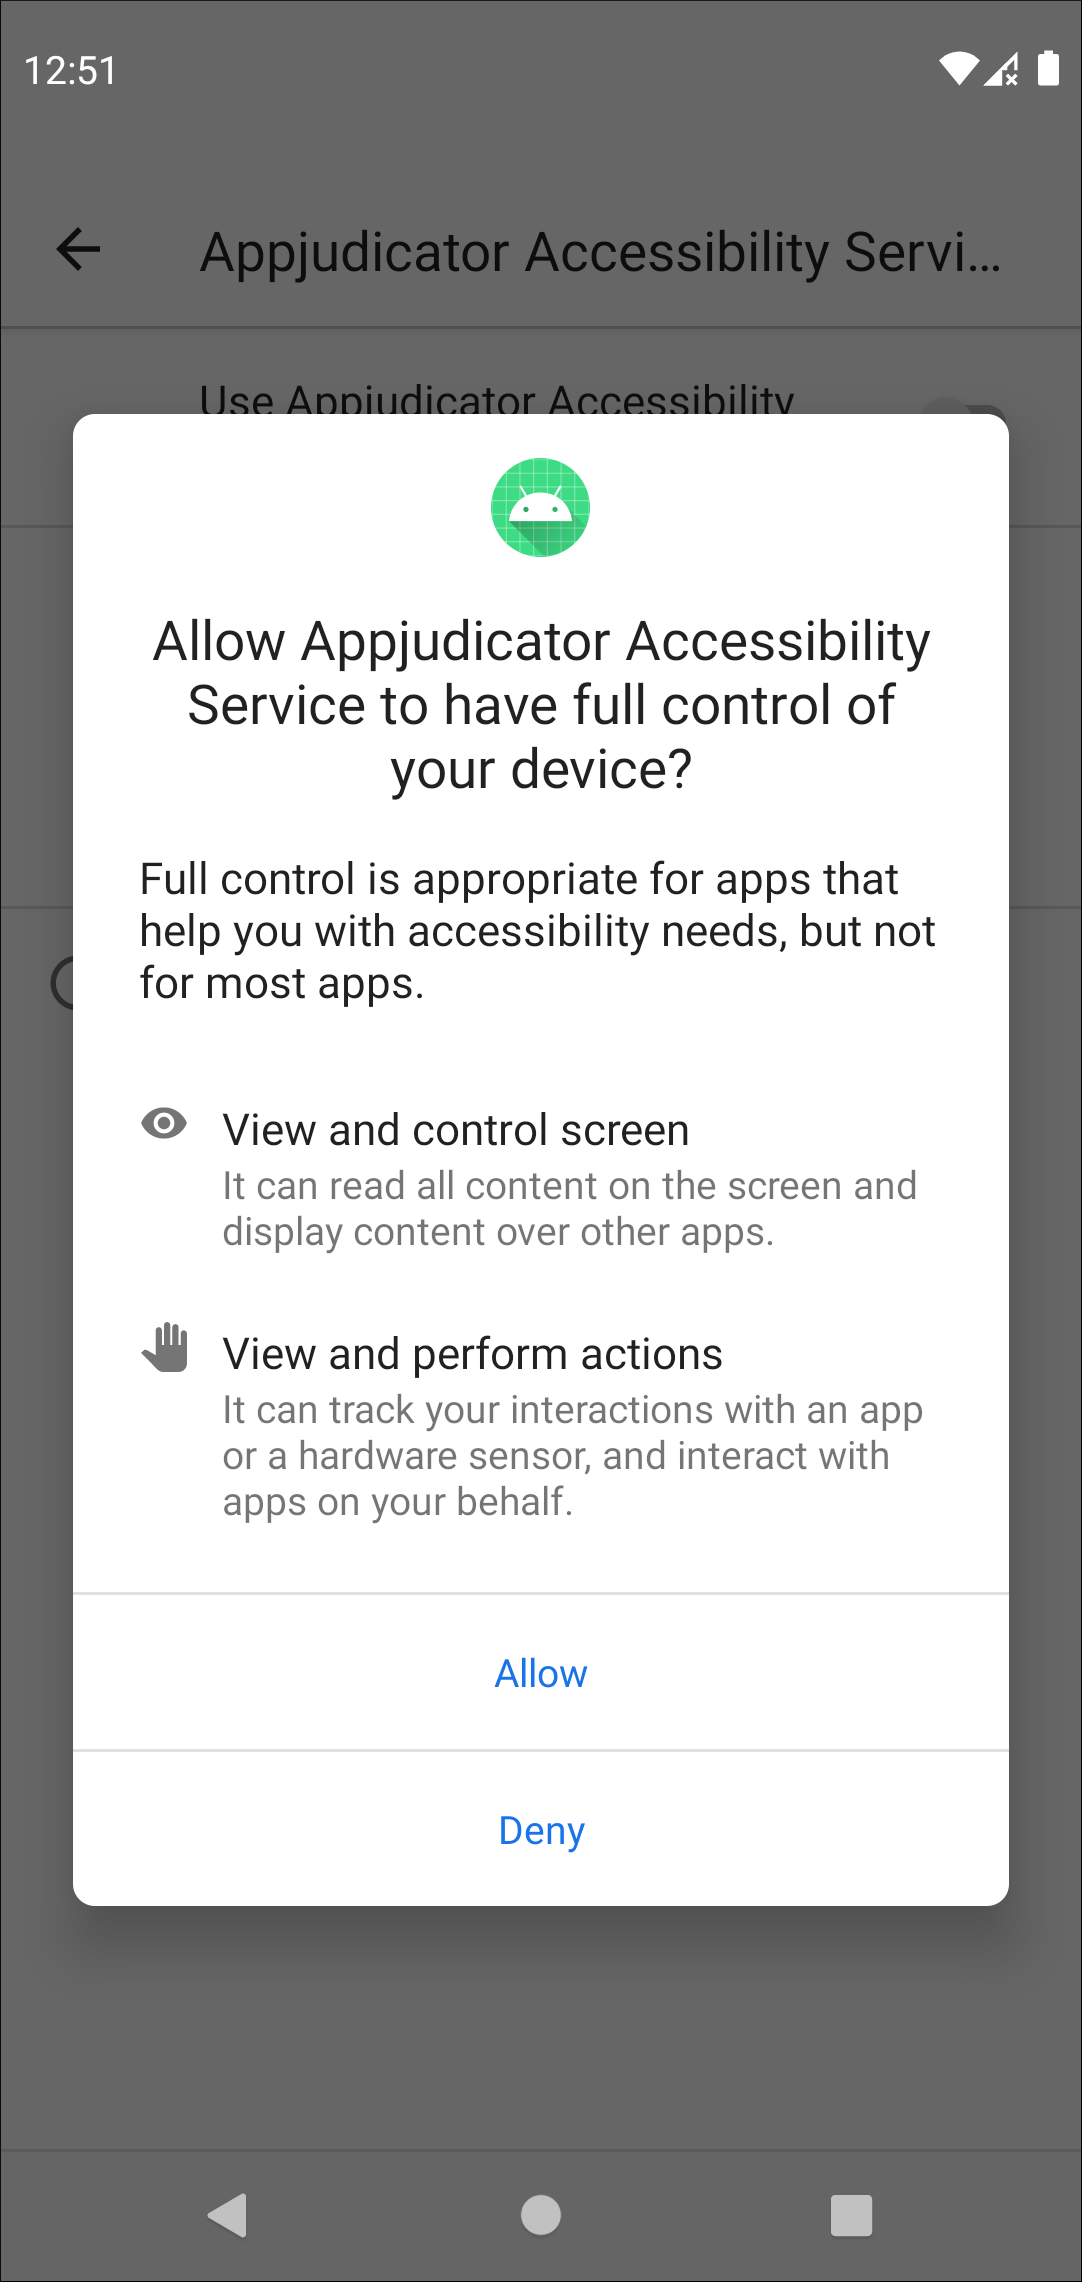 12:51
Appjudicator Accessibility Servi...
Use Appjudicator Accessibility
Allow Appjudicator Accessibility
Service to have full control of
your device?
Full control is appropriate for apps that
help you with accessibility needs, but not
for most apps.
View and control screen
It can read all content on the screen and
display content over other apps.
View and perform actions
It can track your interactions with an app
or a hardware sensor, and interact with
apps on your behalf.
Allow
Deny